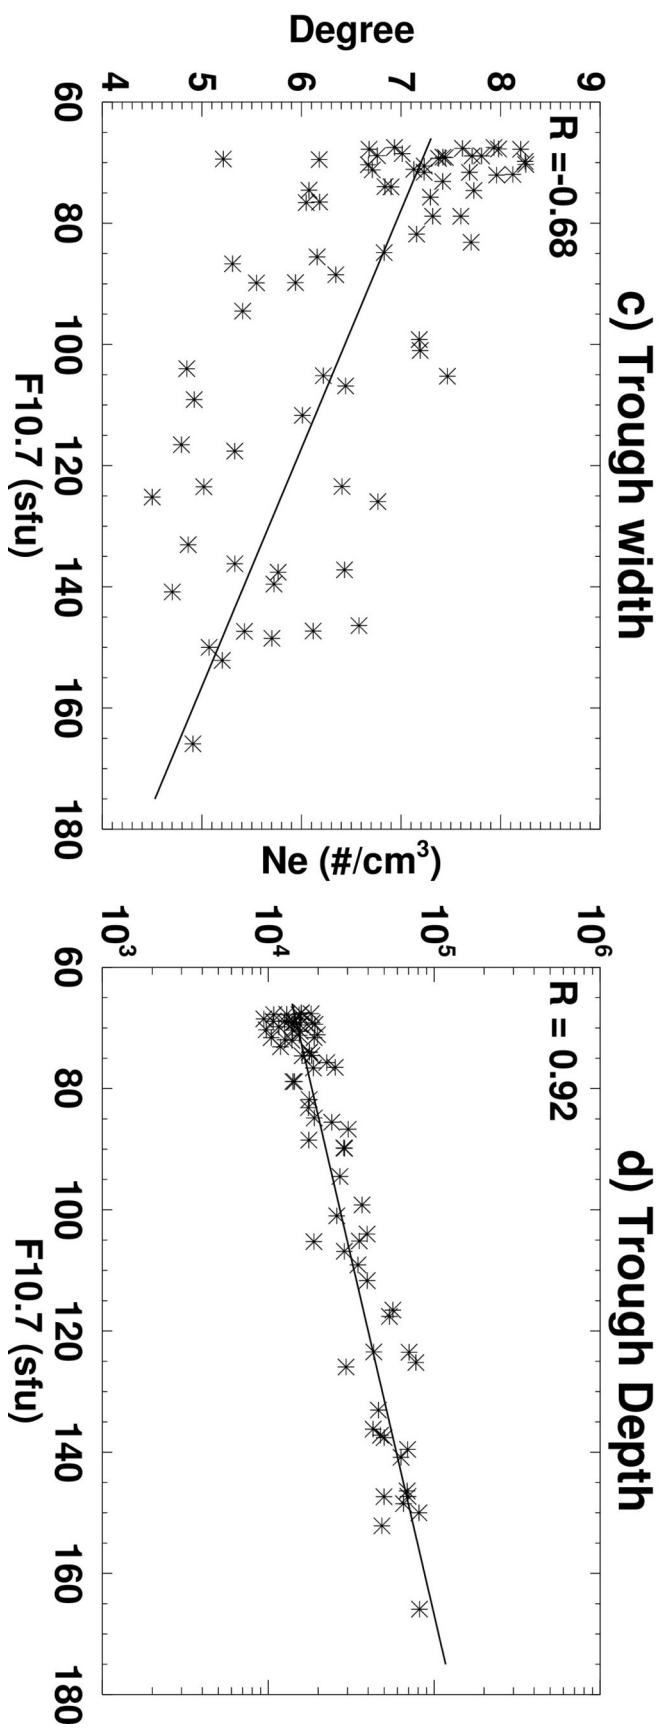 c) Trough width
R =-0.68
Degree
9
8
7
6
5
4
60 80 100 120 140 160 180
F10.7 (sfu)
d) Trough Depth
R = 0.92
Ne (#/cm³)
10⁶
10⁵
10⁴
10³
60 80 100 120 140 160 180
F10.7 (sfu)